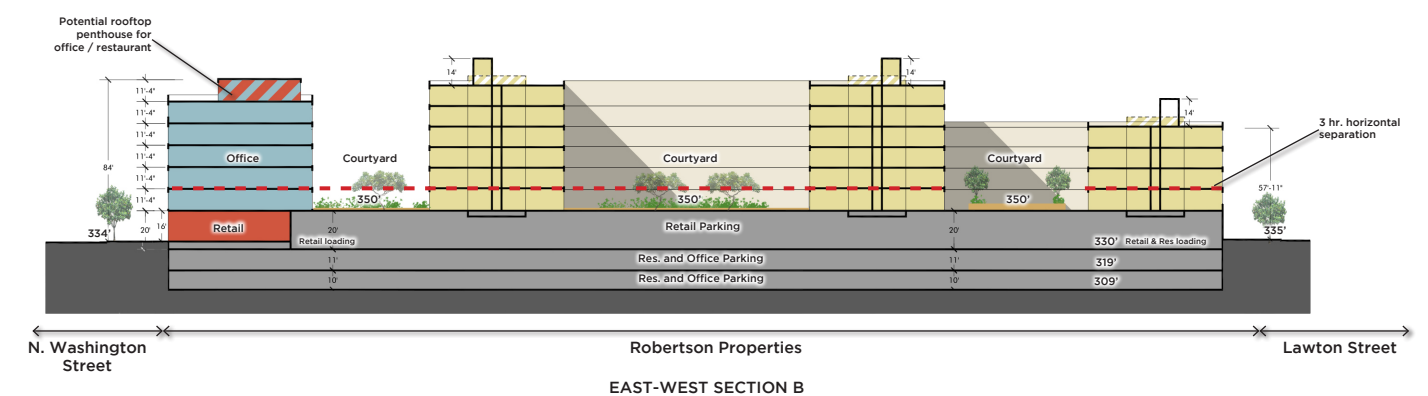 Potential rooftop
penthouse for
office / restaurant
14'
14'
14'
3 hr. horizontal
separation
11'-4"
11'-4"
11'-4"
11'-4"
11'-4"
11'-4"
84'
57'-11"
Office
Courtyard
Courtyard
Courtyard
350'
350'
350'
334'
20'
16'
Retail
20'
Retail loading
Retail Parking
20'
330'
Retail & Res loading
335'
11'
Res. and Office Parking
11'
319'
10'
Res. and Office Parking
10'
309'
N. Washington
Street
Robertson Properties
Lawton Street
EAST-WEST SECTION B